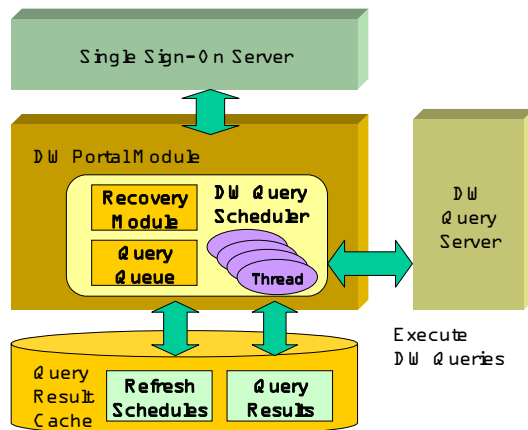 Single Sign-On Server
DW Portal Module
Recovery
Module
DW Query
Scheduler
Query
Queue
Thread
DW
Query
Server
Execute
DW Queries
Query
Result
Cache
Refresh
Schedules
Query
Results